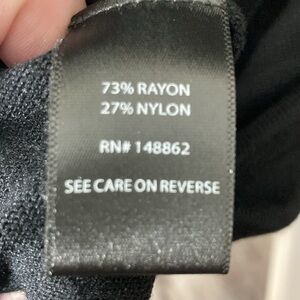 73% RAYON
27% NYLON
RN# 148862
SEE CARE ON REVERSE